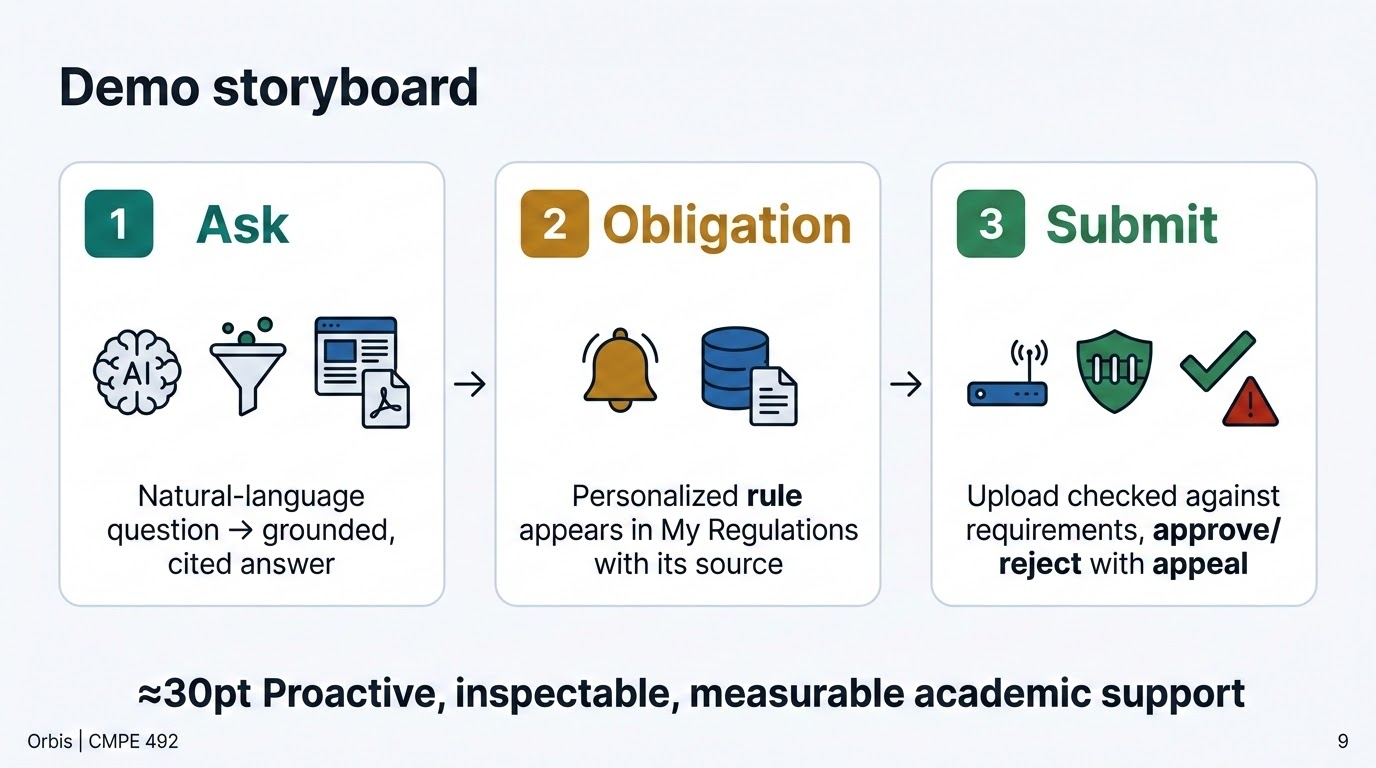 Demo storyboard
1 Ask
AI
Natural-language
question → grounded,
cited answer
→
2 Obligation
Personalized rule
appears in My Regulations
with its source
→
3 Submit
Upload checked against
requirements, approve/
reject with appeal
≈30pt Proactive, inspectable, measurable academic support
Orbis | CMPE 492
9